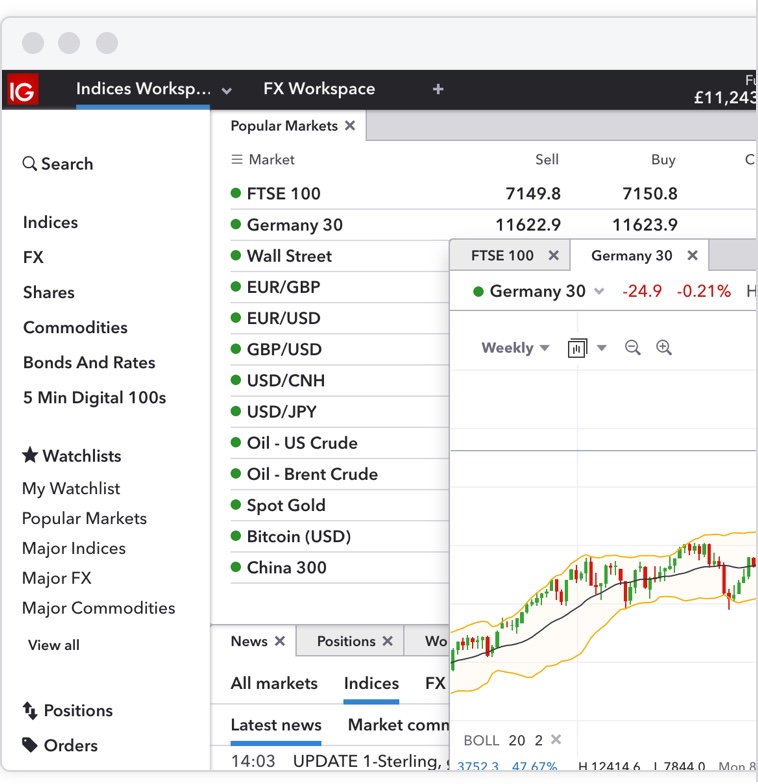 IG
Indices Worksp...
FX Workspace
+
£11,243
Search
Indices
FX
Shares
Commodities
Bonds And Rates
5 Min Digital 100s
Watchlists
My Watchlist
Popular Markets
Major Indices
Major FX
Major Commodities
View all
Positions
Orders
Popular Markets
Market Sell Buy
FTSE 100 7149.8 7150.8
Germany 30 11622.9 11623.9
Wall Street
EUR/GBP
EUR/USD
GBP/USD
USD/CNH
USD/JPY
Oil - US Crude
Oil - Brent Crude
Spot Gold
Bitcoin (USD)
China 300
FTSE 100 Germany 30
Germany 30 -24.9 -0.21% H
Weekly
BOLL 20 2
3752.3 47.67% H 12414.6 L 7844.0 Mon 8
News Positions Wo
All markets Indices FX
Latest news Market comm
14:03 UPDATE 1-Sterling,